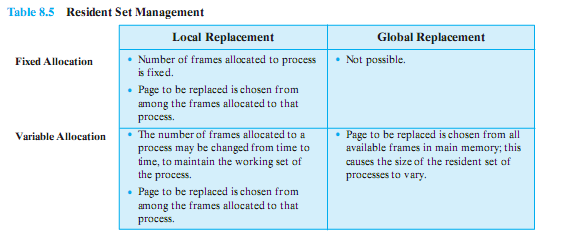 Table 8.5 Resident Set Management
Local Replacement
Global Replacement
Fixed Allocation
• Number of frames allocated to process
is fixed.
• Page to be replaced is chosen from
among the frames allocated to that
process.
• Not possible.
Variable Allocation
• The number of frames allocated to a
process may be changed from time to
time, to maintain the working set of
the process.
• Page to be replaced is chosen from
among the frames allocated to that
process.
• Page to be replaced is chosen from all
available frames in main memory; this
causes the size of the resident set of
processes to vary.